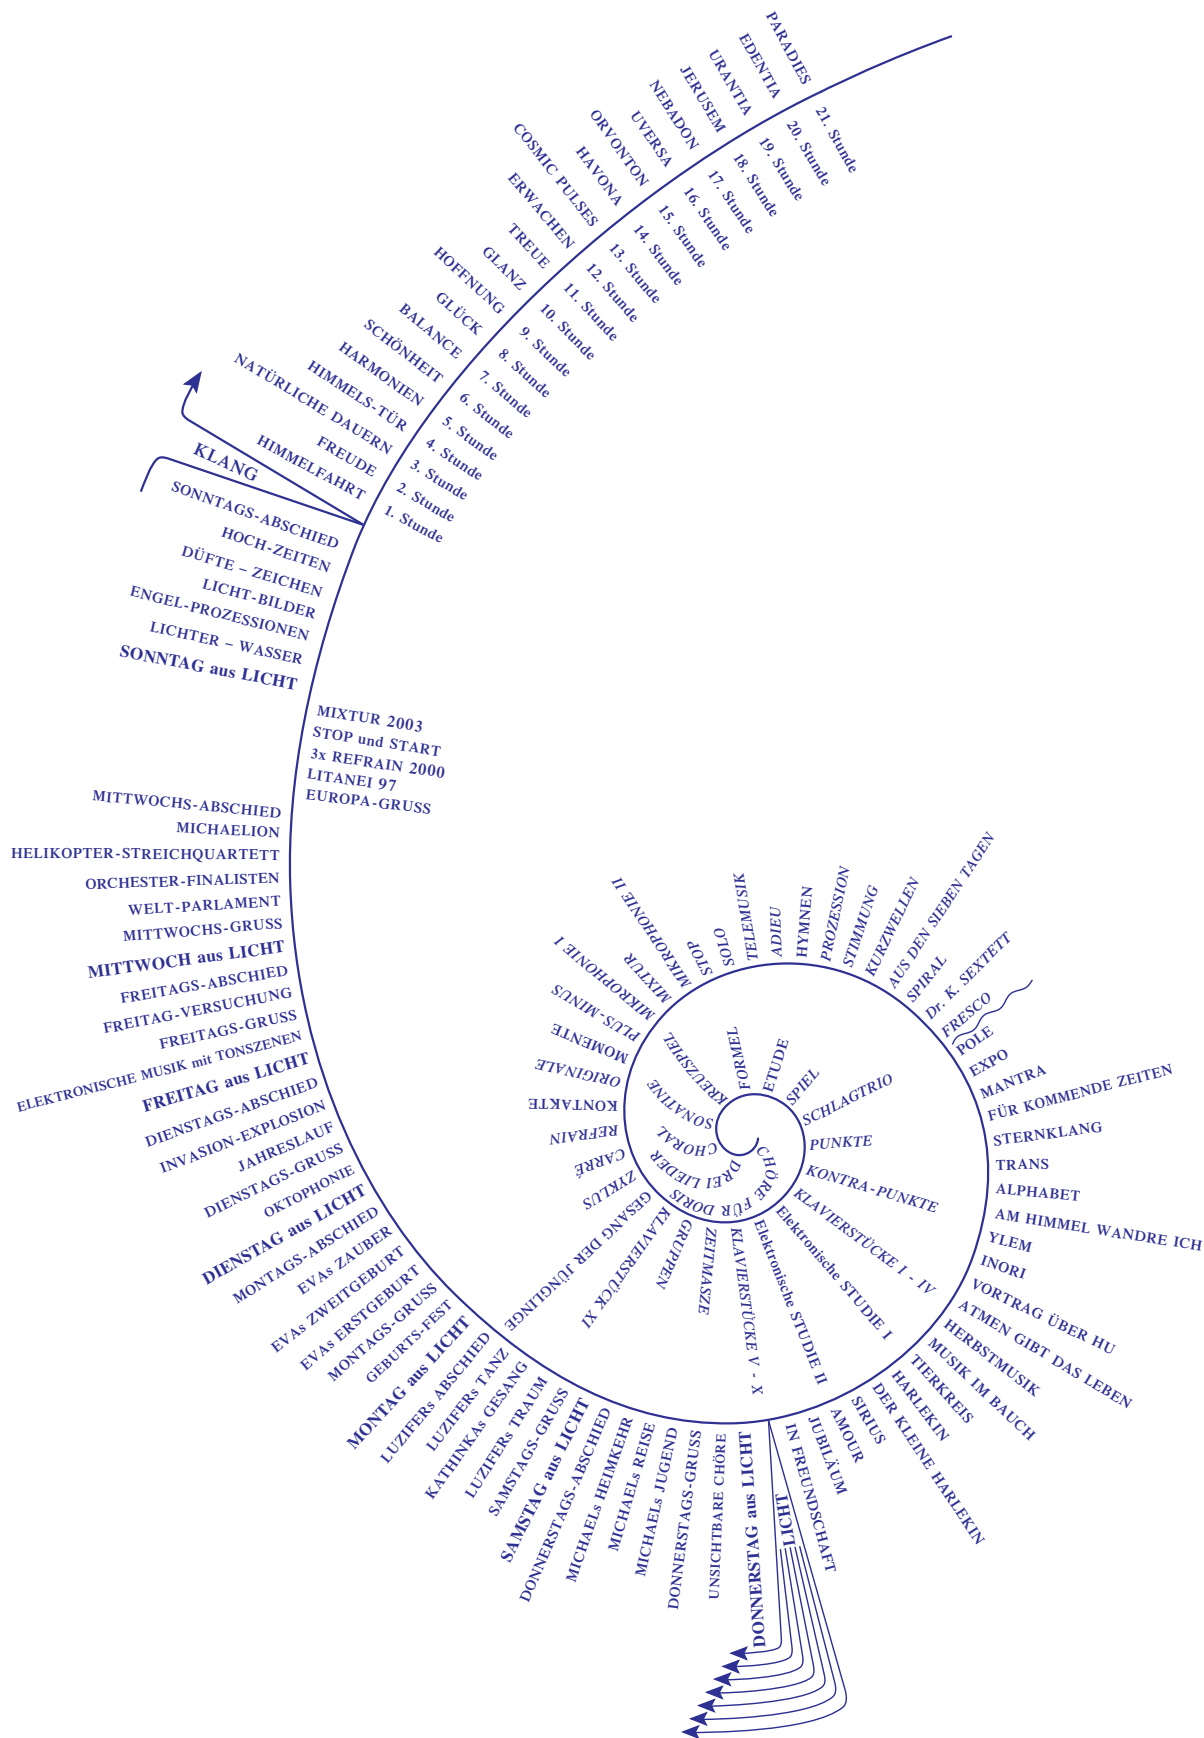 CHÖRE FÜR DORIS
DREI LIEDER
CHORAL
SONATINE
KREUZSPIEL
FORMEL
ETUDE
SPIEL
SCHLAGTRIO
PUNKTE
KONTRA-PUNKTE
KLAVIERSTÜCKE I - IV
Elektronische STUDIE I
Elektronische STUDIE II
KLAVIERSTÜCKE V - X
ZEITMASZE
GRUPPEN
KLAVIERSTÜCK XI
GESANG DER JÜNGLINGE
ZYKLUS
CARRÉ
REFRAIN
KONTAKTE
ORIGINALE
MOMENTE
PLUS-MINUS
MIKROPHONIE I
MIXTUR
MIKROPHONIE II
STOP
SOLO
TELEMUSIK
ADIEU
HYMNEN
PROZESSION
STIMMUNG
KURZWELLEN
AUS DEN SIEBEN TAGEN
SPIRAL
Dr. K. SEXTETT
FRESCO
POLE
EXPO
MANTRA
FÜR KOMMENDE ZEITEN
STERNKLANG
TRANS
ALPHABET
AM HIMMEL WANDRE ICH
YLEM
INORI
VORTRAG ÜBER HU
ATMEN GIBT DAS LEBEN
HERBSTMUSIK
MUSIK IM BAUCH
TIERKREIS
HARLEKIN
DER KLEINE HARLEKIN
SIRIUS
AMOUR
JUBILÄUM
IN FREUNDSCHAFT
LICHT
DONNERSTAG aus LICHT
UNSICHTBARE CHÖRE
DONNERSTAGS-GRUSS
MICHAELs JUGEND
MICHAELs REISE
MICHAELs HEIMKEHR
DONNERSTAGS-ABSCHIED
SAMSTAG aus LICHT
SAMSTAGS-GRUSS
LUZIFERs TRAUM
KATHINKAs GESANG
LUZIFERs TANZ
LUZIFERs ABSCHIED
MONTAG aus LICHT
GEBURTS-FEST
MONTAGS-GRUSS
EVAs ERSTGEBURT
EVAs ZWEITGEBURT
EVAs ZAUBER
MONTAGS-ABSCHIED
DIENSTAG aus LICHT
OKTOPHONIE
DIENSTAGS-GRUSS
JAHRESLAUF
INVASION-EXPLOSION
DIENSTAGS-ABSCHIED
FREITAG aus LICHT
ELEKTRONISCHE MUSIK mit TONSZENEN
FREITAGS-GRUSS
FREITAG-VERSUCHUNG
FREITAGS-ABSCHIED
MITTWOCH aus LICHT
MITTWOCHS-GRUSS
WELT-PARLAMENT
ORCHESTER-FINALISTEN
HELIKOPTER-STREICHQUARTETT
MICHAELION
MITTWOCHS-ABSCHIED
EUROPA-GRUSS
LITANEI 97
3x REFRAIN 2000
STOP und START
MIXTUR 2003
SONNTAG aus LICHT
LICHTER – WASSER
ENGEL-PROZESSIONEN
LICHT-BILDER
DÜFTE – ZEICHEN
HOCH-ZEITEN
SONNTAGS-ABSCHIED
KLANG
HIMMELFAHRT
1. Stunde
FREUDE
2. Stunde
NATÜRLICHE DAUERN
3. Stunde
HIMMELS-TÜR
4. Stunde
HARMONIEN
5. Stunde
SCHÖNHEIT
6. Stunde
BALANCE
7. Stunde
GLÜCK
8. Stunde
HOFFNUNG
9. Stunde
GLANZ
10. Stunde
TREUE
11. Stunde
ERWACHEN
12. Stunde
COSMIC PULSES
13. Stunde
HAVONA
14. Stunde
ORVONTON
15. Stunde
UVERSA
16. Stunde
NEBADON
17. Stunde
JERUSEM
18. Stunde
URANTIA
19. Stunde
EDENTIA
20. Stunde
PARADIES
21. Stunde